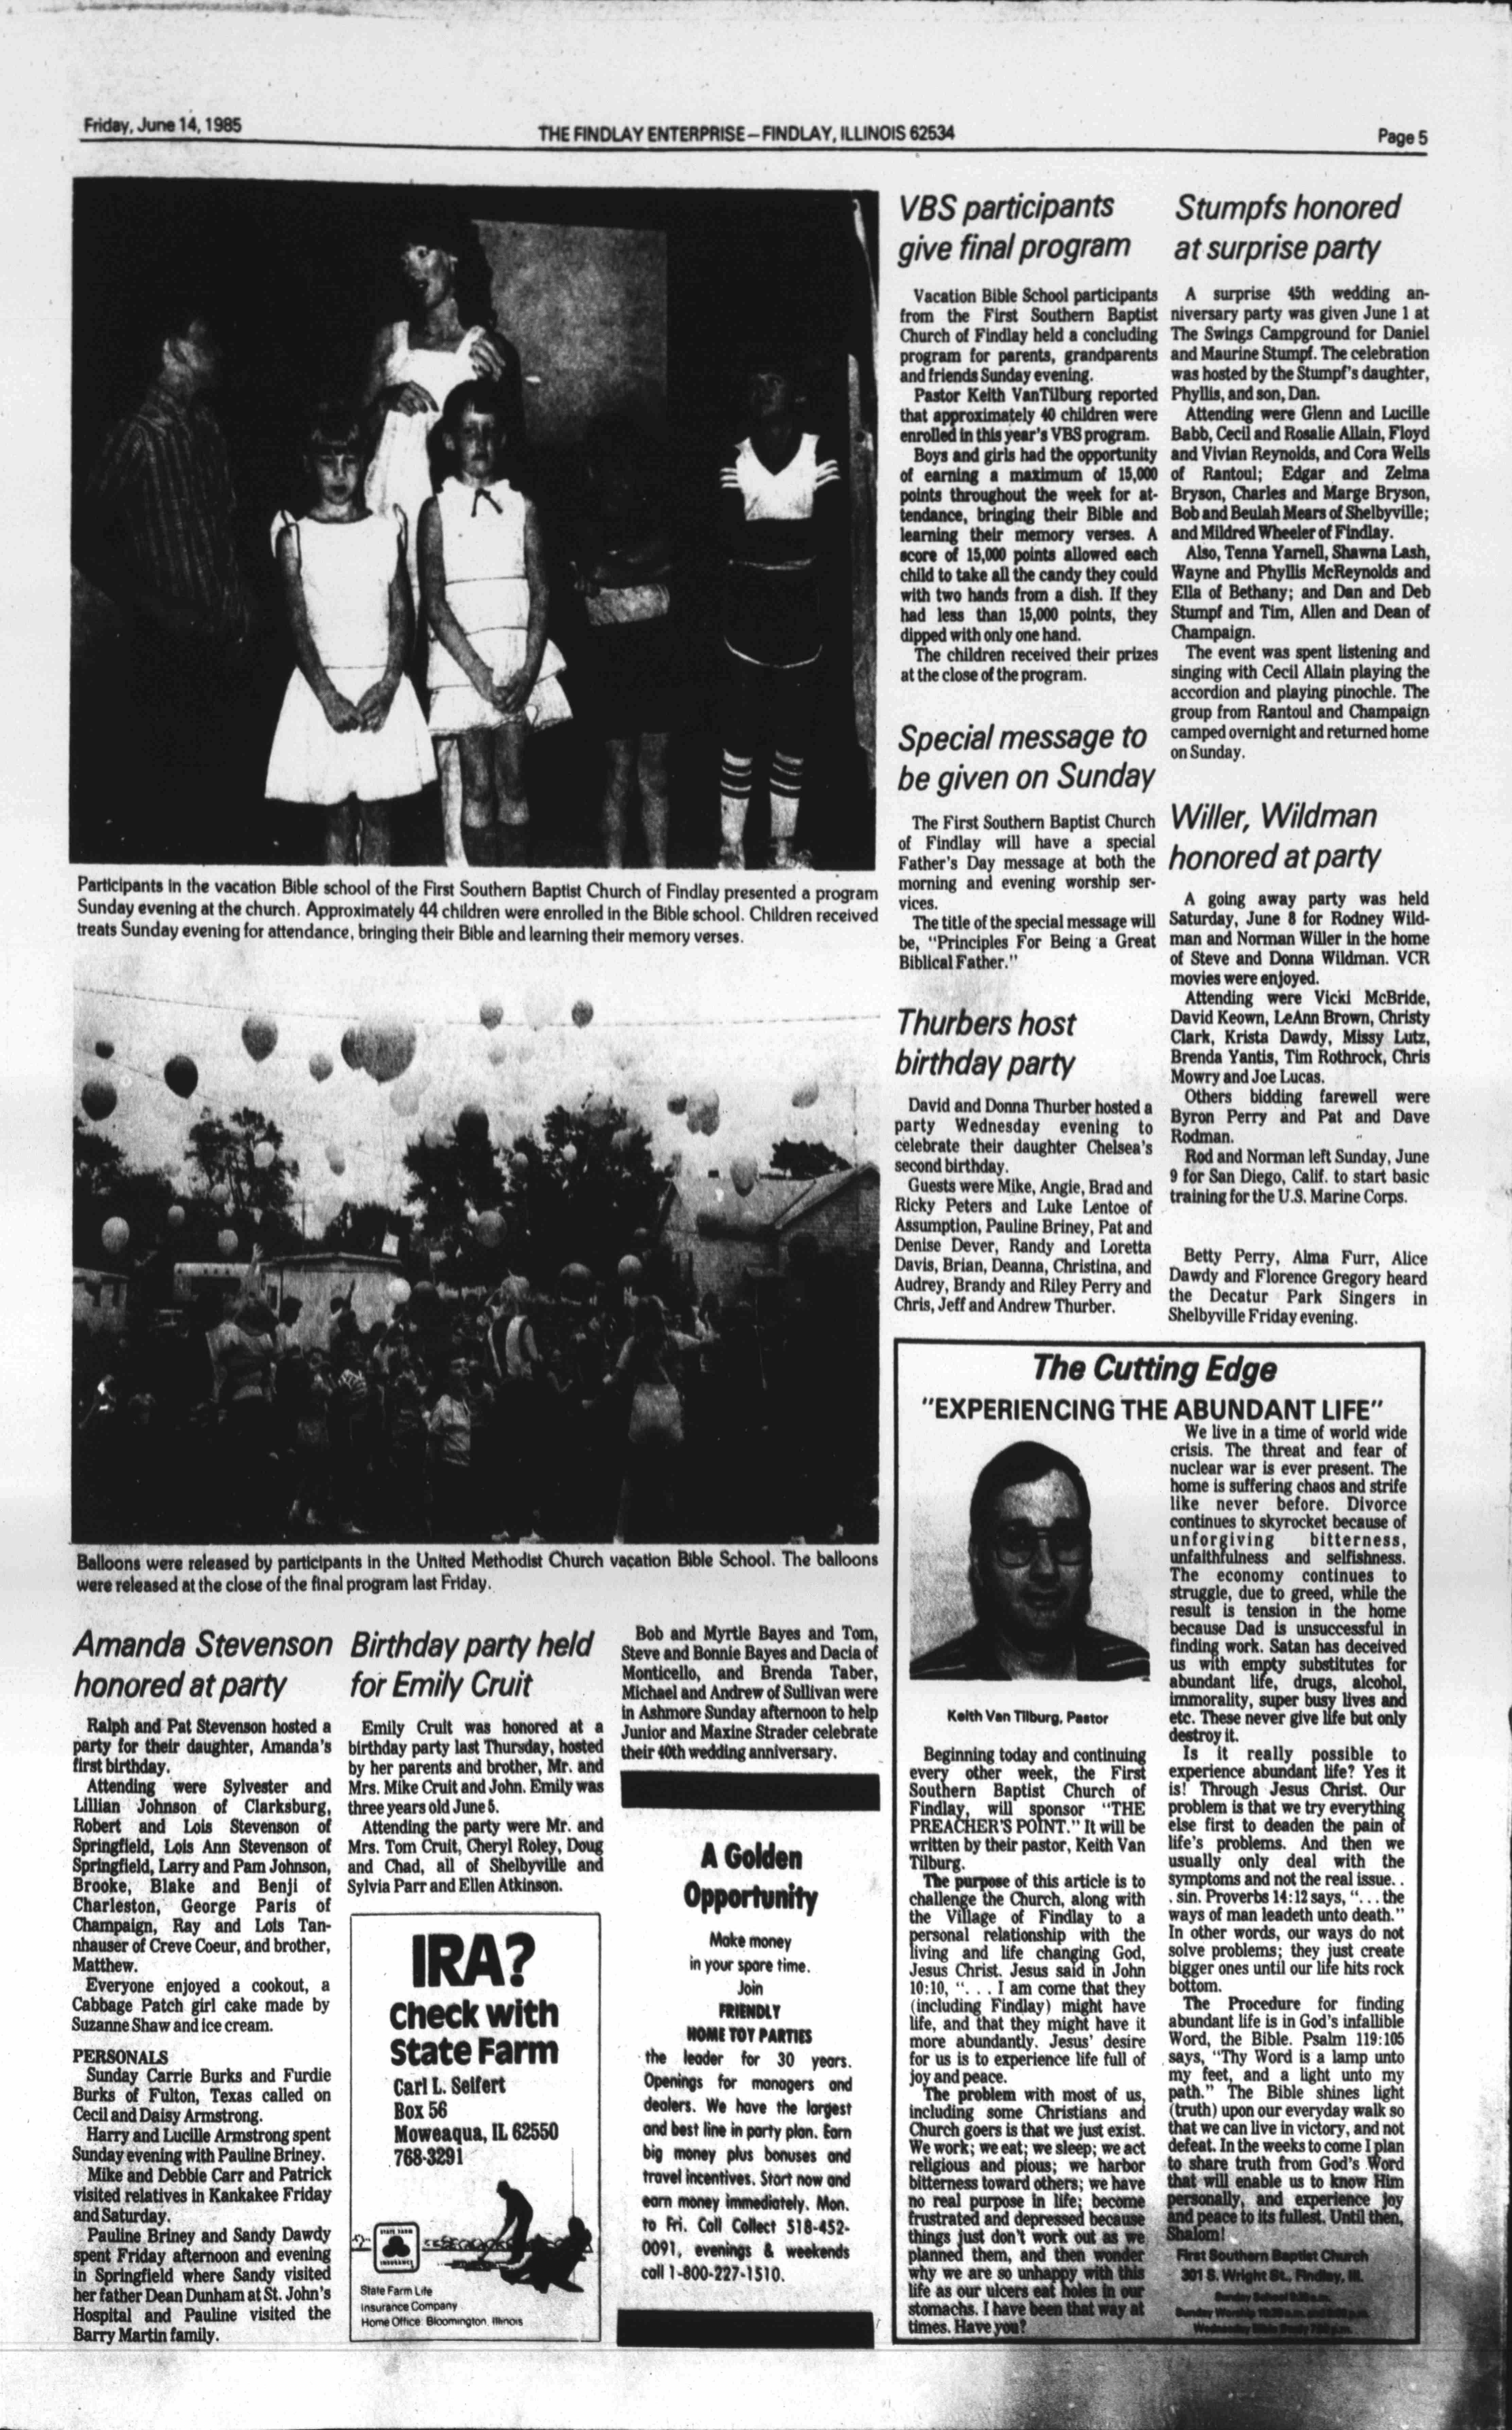 Friday, June 14, 1985
THE FINDLAY ENTERPRISE—FINDLAY, ILLINOIS 62534
Page 5
Participants in the vacation Bible school of the First Southern Baptist Church of Findlay presented a program
Sunday evening at the church. Approximately 44 children were enrolled in the Bible school. Children received
treats Sunday evening for attendance, bringing their Bible and learning their memory verses.
Balloons were released by participants in the United Methodist Church vacation Bible School. The balloons
were released at the close of the final program last Friday.
Amanda Stevenson
honored at party
Ralph and Pat Stevenson hosted a
party for their daughter, Amanda's
first birthday.
Attending were Sylvester and
Lillian Johnson of Clarksburg,
Robert and Lois Stevenson of
Springfield, Lois Ann Stevenson of
Springfield, Larry and Pam Johnson,
Brooke, Blake and Benji of
Charleston, George Paris of
Champaign, Ray and Lois Tan-
nhauser of Creve Coeur, and brother,
Matthew.
Everyone enjoyed a cookout, a
Cabbage Patch girl cake made by
Suzanne Shaw and ice cream.
PERSONALS
Sunday Carrie Burks and Furdie
Burks of Fulton, Texas called on
Cecil and Daisy Armstrong.
Harry and Lucille Armstrong spent
Sunday evening with Pauline Briney.
Mike and Debbie Carr and Patrick
visited relatives in Kankakee Friday
and Saturday.
Pauline Briney and Sandy Dawdy
spent Friday afternoon and evening
in Springfield where Sandy visited
her father Dean Dunham at St. John's
Hospital and Pauline visited the
Barry Martin family.
Birthday party held
for Emily Cruit
Emily Cruit was honored at a
birthday party last Thursday, hosted
by her parents and brother, Mr. and
Mrs. Mike Cruit and John. Emily was
three years old June 5.
Attending the party were Mr. and
Mrs. Tom Cruit, Cheryl Roley, Doug
and Chad, all of Shelbyville and
Sylvia Parr and Ellen Atkinson.
IRA?
Check with
State Farm
Carl L. Seifert
Box 56
Moweaqua, IL 62550
768-3291
STATE FARM
INSURANCE
State Farm Life
Insurance Company
Home Office: Bloomington, Illinois
Bob and Myrtle Bayes and Tom,
Steve and Bonnie Bayes and Dacia of
Monticello, and Brenda Taber,
Michael and Andrew of Sullivan were
in Ashmore Sunday afternoon to help
Junior and Maxine Strader celebrate
their 40th wedding anniversary.
A Golden
Opportunity
Make money
in your spare time.
Join
FRIENDLY
HOME TOY PARTIES
the leader for 30 years.
Openings for managers and
dealers. We have the largest
and best line in party plan. Earn
big money plus bonuses and
travel incentives. Start now and
earn money immediately. Mon.
to Fri. Call Collect 518-452-
0091, evenings & weekends
call 1-800-227-1510.
VBS participants
give final program
Vacation Bible School participants
from the First Southern Baptist
Church of Findlay held a concluding
program for parents, grandparents
and friends Sunday evening.
Pastor Keith VanTilburg reported
that approximately 40 children were
enrolled in this year's VBS program.
Boys and girls had the opportunity
of earning a maximum of 15,000
points throughout the week for at-
tendance, bringing their Bible and
learning their memory verses. A
score of 15,000 points allowed each
child to take all the candy they could
with two hands from a dish. If they
had less than 15,000 points, they
dipped with only one hand.
The children received their prizes
at the close of the program.
Special message to
be given on Sunday
The First Southern Baptist Church
of Findlay will have a special
Father's Day message at both the
morning and evening worship ser-
vices.
The title of the special message will
be, "Principles For Being a Great
Biblical Father."
Thurbers host
birthday party
David and Donna Thurber hosted a
party Wednesday evening to
celebrate their daughter Chelsea's
second birthday.
Guests were Mike, Angie, Brad and
Ricky Peters and Luke Lentoe of
Assumption, Pauline Briney, Pat and
Denise Dever, Randy and Loretta
Davis, Brian, Deanna, Christina, and
Audrey, Brandy and Riley Perry and
Chris, Jeff and Andrew Thurber.
Stumpfs honored
at surprise party
A surprise 45th wedding an-
niversary party was given June 1 at
The Swings Campground for Daniel
and Maurine Stumpf. The celebration
was hosted by the Stumpf's daughter,
Phyllis, and son, Dan.
Attending were Glenn and Lucille
Babb, Cecil and Rosalie Allain, Floyd
and Vivian Reynolds, and Cora Wells
of Rantoul; Edgar and Zelma
Bryson, Charles and Marge Bryson,
Bob and Beulah Mears of Shelbyville;
and Mildred Wheeler of Findlay.
Also, Tenna Yarnell, Shawna Lash,
Wayne and Phyllis McReynolds and
Ella of Bethany; and Dan and Deb
Stumpf and Tim, Allen and Dean of
Champaign.
The event was spent listening and
singing with Cecil Allain playing the
accordion and playing pinochle. The
group from Rantoul and Champaign
camped overnight and returned home
on Sunday.
Willer, Wildman
honored at party
A going away party was held
Saturday, June 8 for Rodney Wild-
man and Norman Willer in the home
of Steve and Donna Wildman. VCR
movies were enjoyed.
Attending were Vicki McBride,
David Keown, LeAnn Brown, Christy
Clark, Krista Dawdy, Missy Lutz,
Brenda Yantis, Tim Rothrock, Chris
Mowry and Joe Lucas.
Others bidding farewell were
Byron Perry and Pat and Dave
Rodman.
Rod and Norman left Sunday, June
9 for San Diego, Calif. to start basic
training for the U.S. Marine Corps.
Betty Perry, Alma Furr, Alice
Dawdy and Florence Gregory heard
the Decatur Park Singers in
Shelbyville Friday evening.
The Cutting Edge
"EXPERIENCING THE ABUNDANT LIFE"
Keith Van Tilburg, Pastor
Beginning today and continuing
every other week, the First
Southern Baptist Church of
Findlay, will sponsor "THE
PREACHER'S POINT." It will be
written by their pastor, Keith Van
Tilburg.
The purpose of this article is to
challenge the Church, along with
the Village of Findlay to a
personal relationship with the
living and life changing God,
Jesus Christ. Jesus said in John
10:10, ". . . I am come that they
(including Findlay) might have
life, and that they might have it
more abundantly. Jesus' desire
for us is to experience life full of
joy and peace.
The problem with most of us,
including some Christians and
Church goers is that we just exist.
We work; we eat; we sleep; we act
religious and pious; we harbor
bitterness toward others; we have
no real purpose in life; become
frustrated and depressed because
things just don't work out as we
planned them, and then wonder
why we are so unhappy with this
life as our ulcers eat holes in our
stomachs. I have been that way at
times. Have you?
We live in a time of world wide
crisis. The threat and fear of
nuclear war is ever present. The
home is suffering chaos and strife
like never before. Divorce
continues to skyrocket because of
unforgiving bitterness,
unfaithfulness and selfishness.
The economy continues to
struggle, due to greed, while the
result is tension in the home
because Dad is unsuccessful in
finding work. Satan has deceived
us with empty substitutes for
abundant life, drugs, alcohol,
immorality, super busy lives and
etc. These never give life but only
destroy it.
Is it really possible to
experience abundant life? Yes it
is! Through Jesus Christ. Our
problem is that we try everything
else first to deaden the pain of
life's problems. And then we
usually only deal with the
symptoms and not the real issue. .
. sin. Proverbs 14:12 says, ". . . the
ways of man leadeth unto death."
In other words, our ways do not
solve problems; they just create
bigger ones until our life hits rock
bottom.
The Procedure for finding
abundant life is in God's infallible
Word, the Bible. Psalm 119:105
says, "Thy Word is a lamp unto
my feet, and a light unto my
path." The Bible shines light
(truth) upon our everyday walk so
that we can live in victory, and not
defeat. In the weeks to come I plan
to share truth from God's Word
that will enable us to know Him
personally, and experience joy
and peace to its fullest. Until then,
Shalom!
First Southern Baptist Church
301 S. Wright St., Findlay, Ill.
Sunday School
Sunday Worship
Wednesday Bible Study